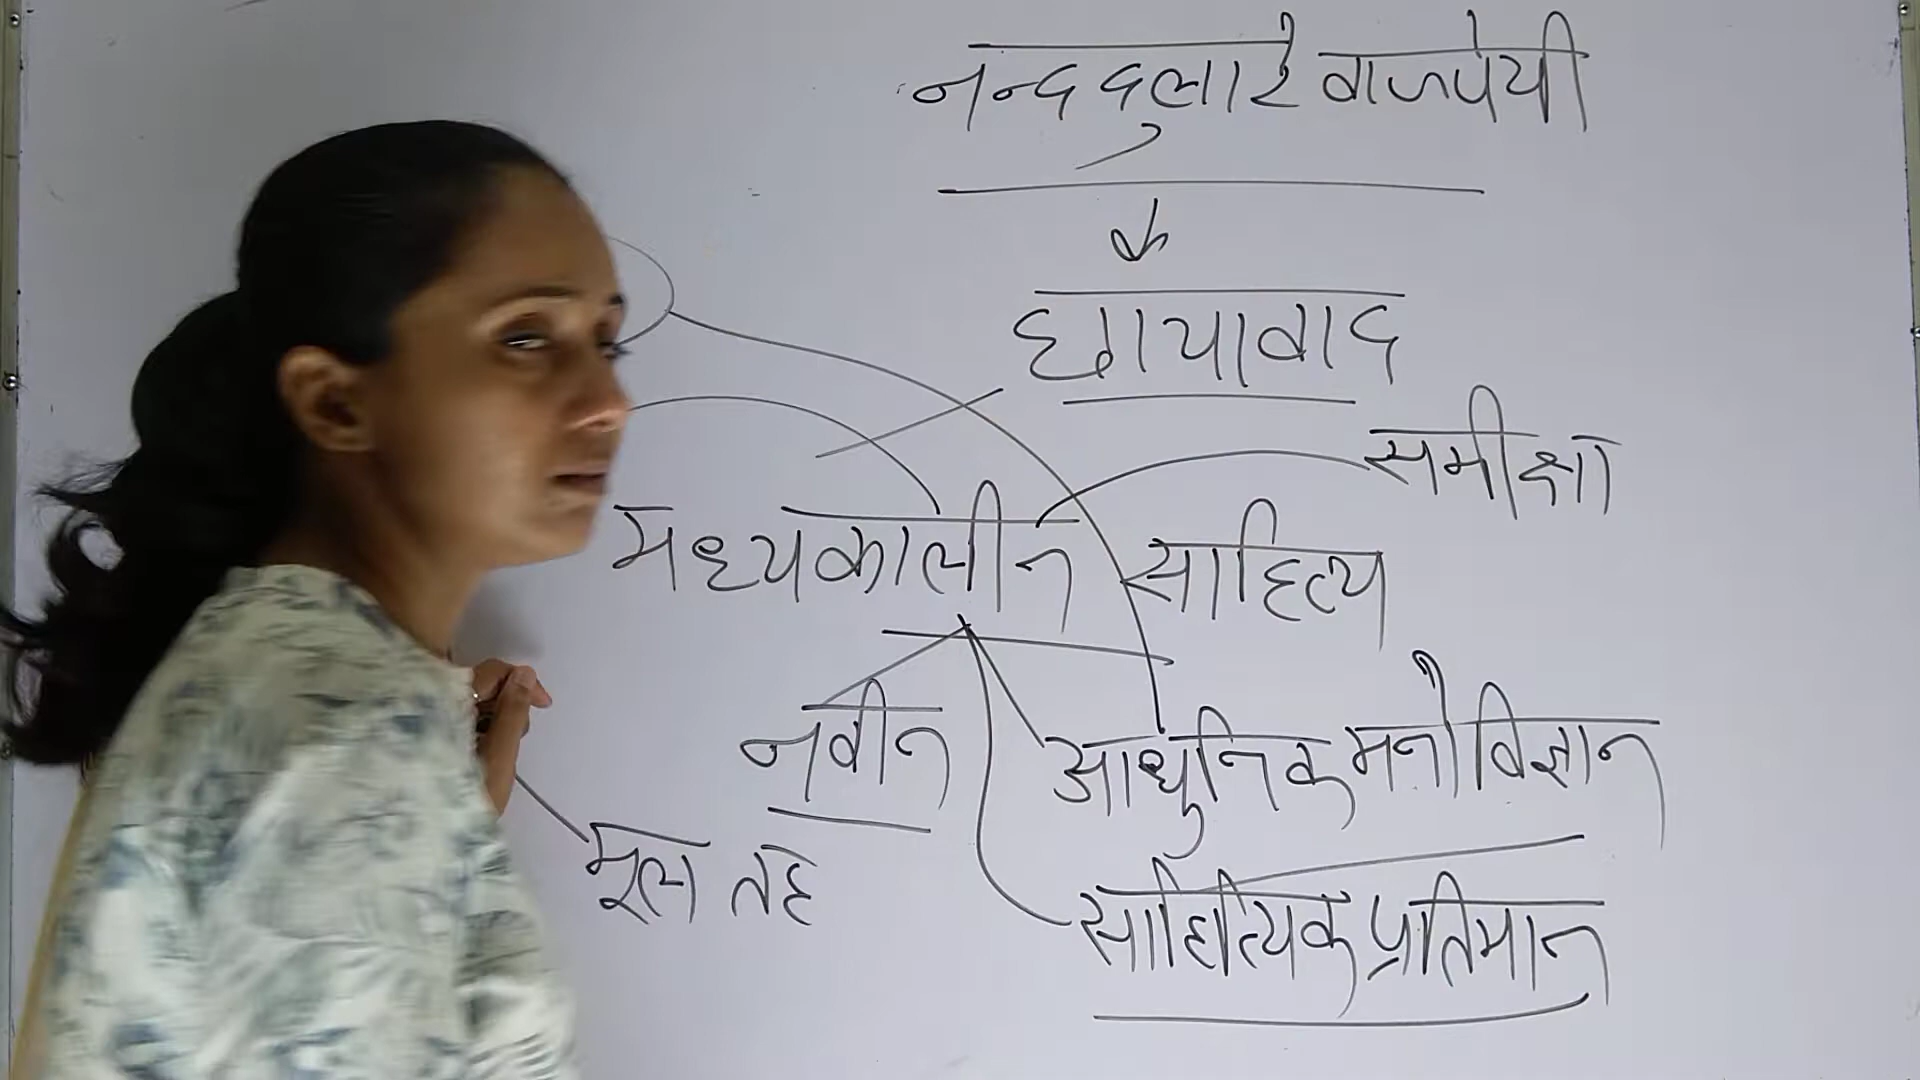 नन्ददुलारे वाजपेयी
छायावाद
समीक्षा
मध्यकालीन साहित्य
नवीन
आधुनिक मनोविज्ञान
मूल तह
साहित्यिक प्रतिमान